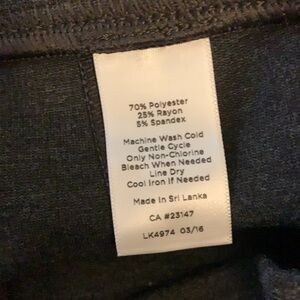 70% Polyester
25% Rayon
5% Spandex
Machine Wash Cold
Gentle Cycle
Only Non-Chlorine
Bleach When Needed
Line Dry
Cool Iron If Needed
Made In Sri Lanka
CA #23147
LK4974 03/16